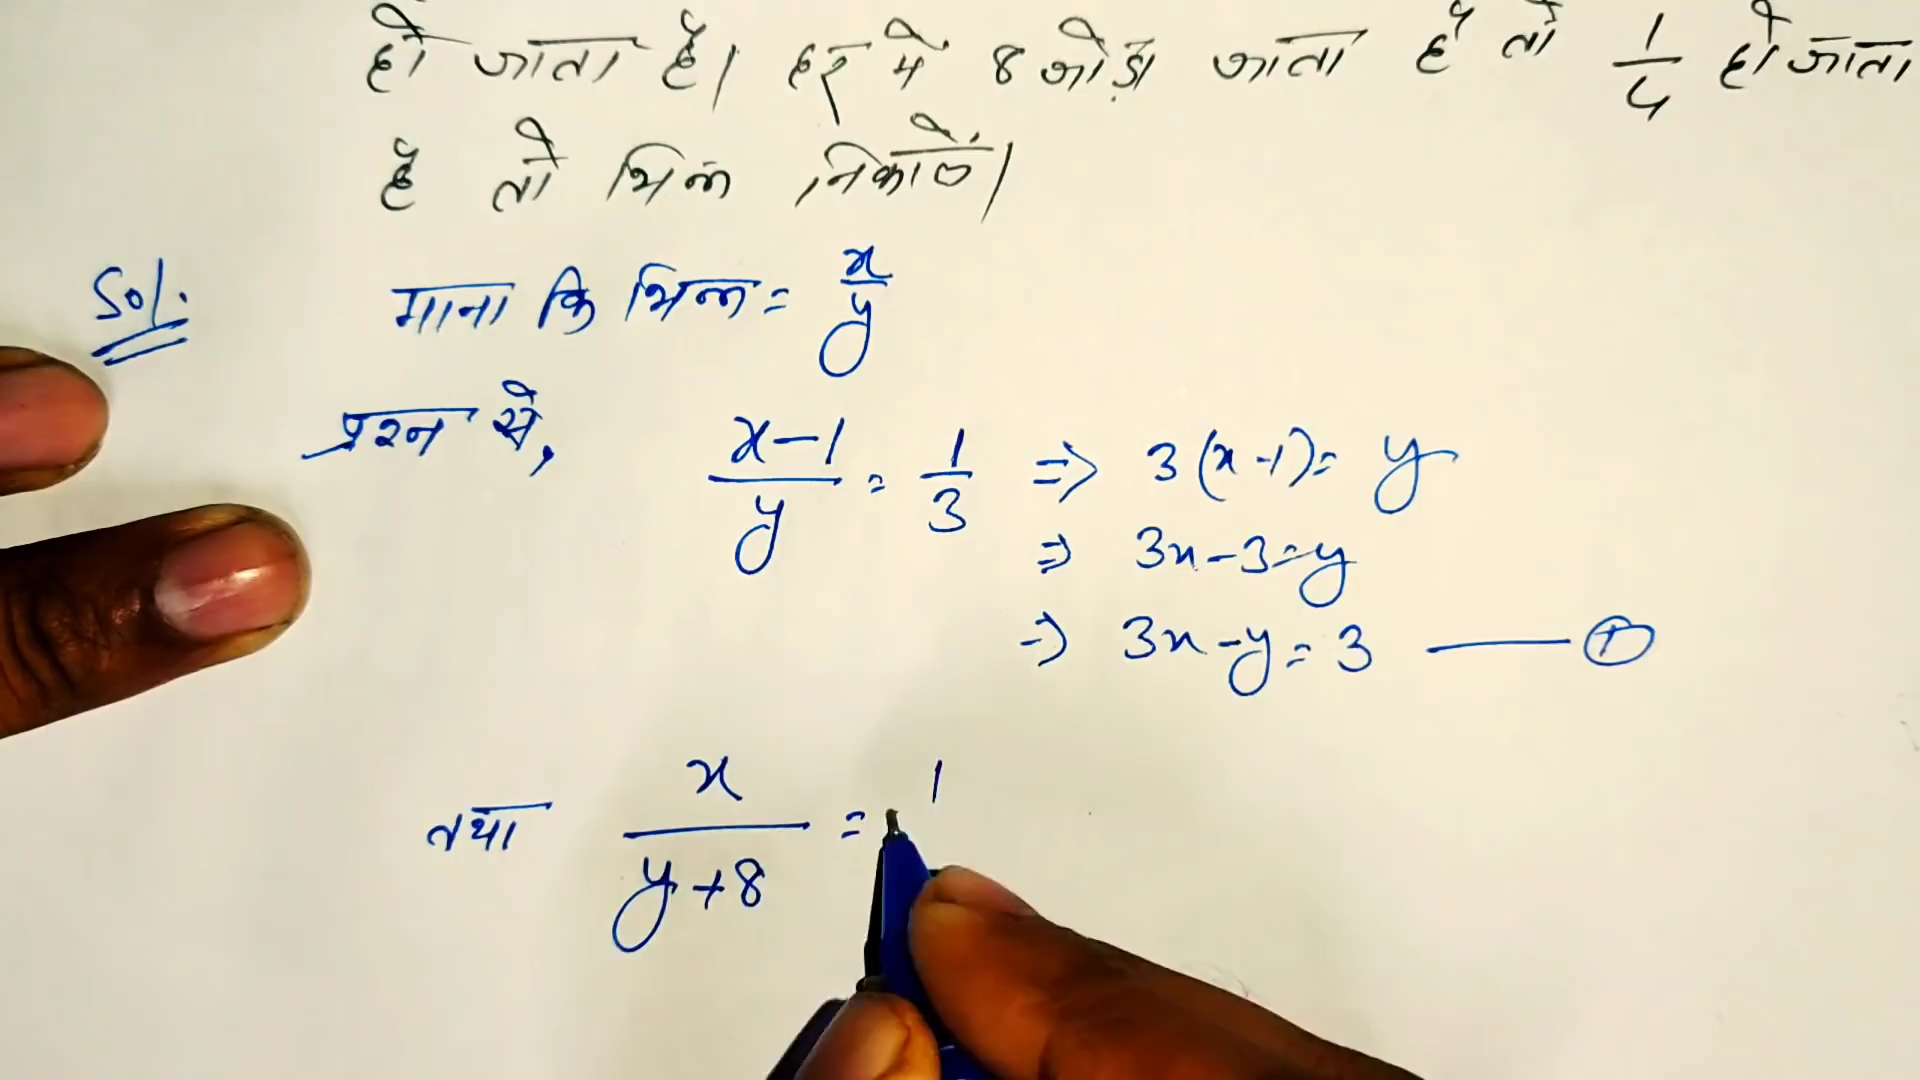 हो जाता है। हर में 8 जोड़ा जाता है तो 1/4 हो जाता
है तो भिन्न निकालें।
Sol. माना कि भिन्न = x/y
प्रश्न से, (x-1)/y = 1/3 ⇒ 3(x-1) = y
⇒ 3x-3=y
⇒ 3x-y=3 —— ①
तथा x/(y+8) = 1